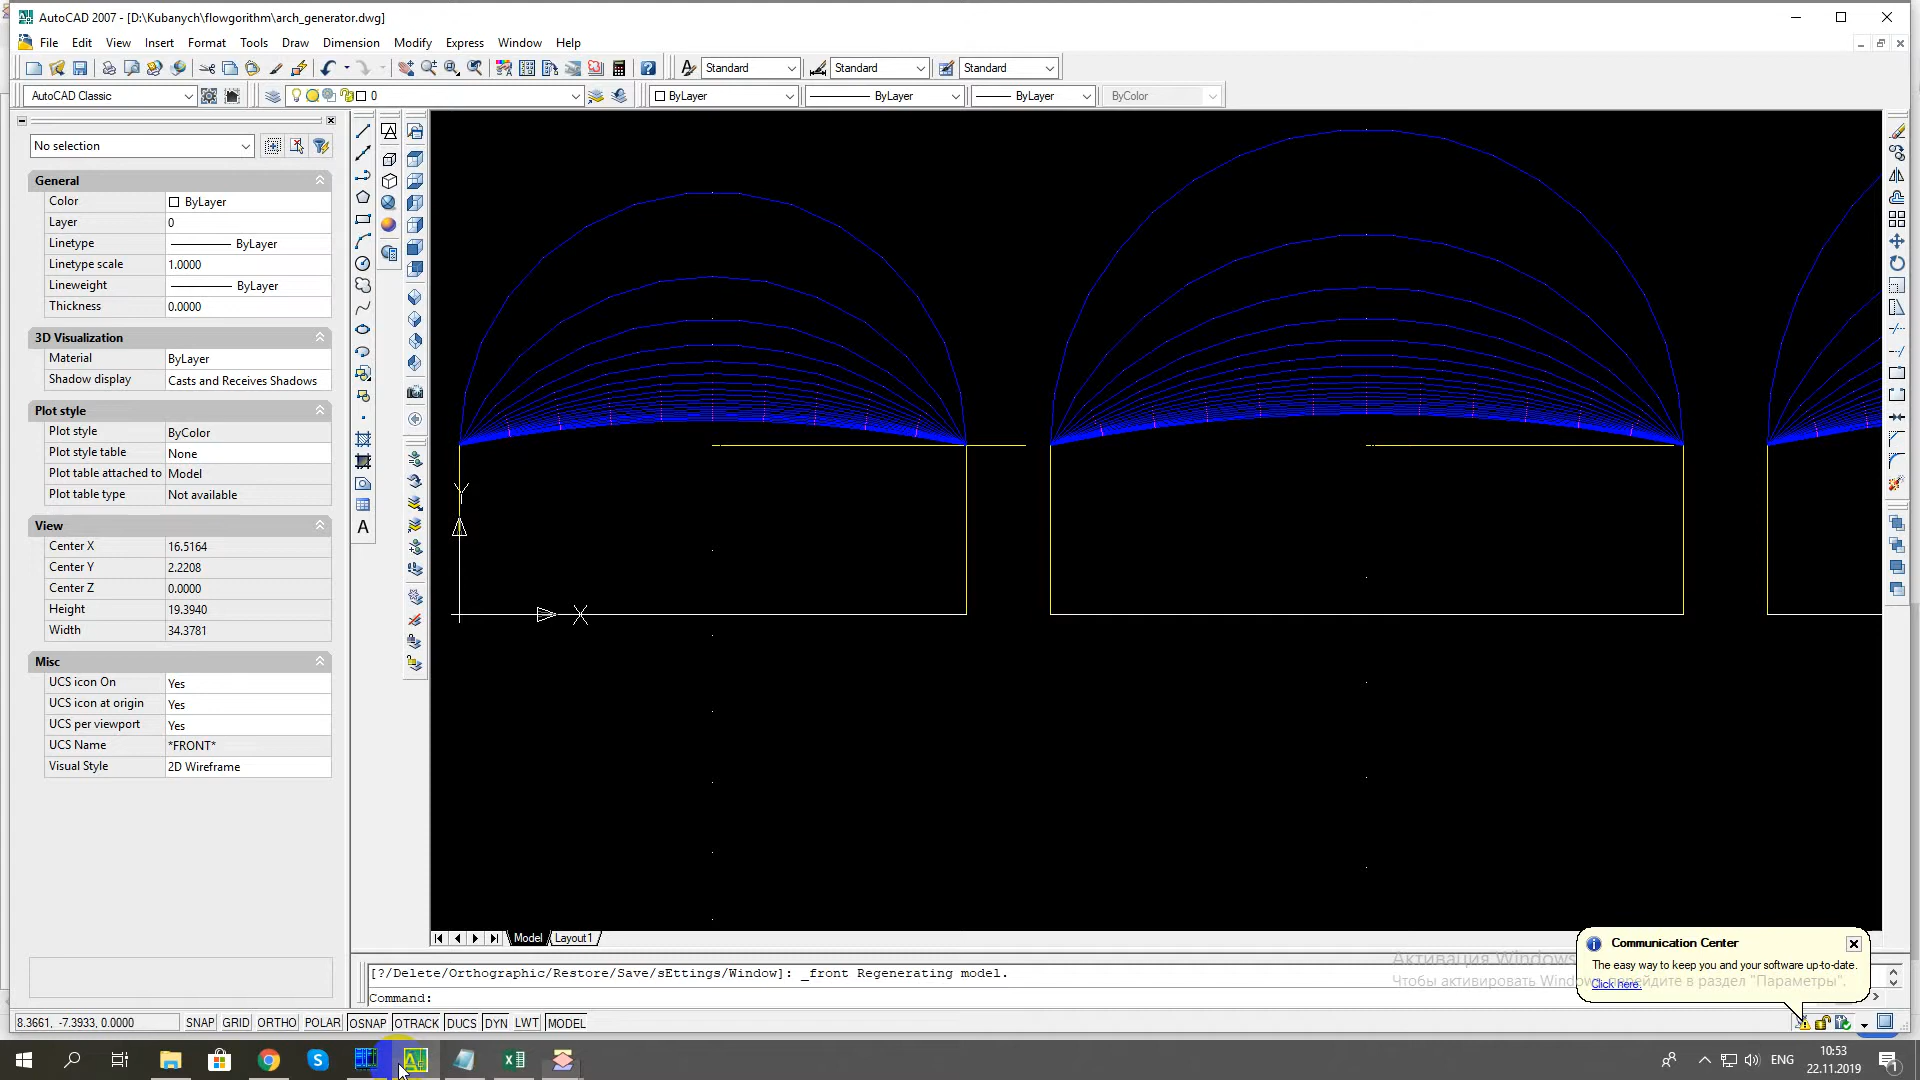 AutoCAD 2007 - [D:\Kubanych\flowgorithm\arch_generator.dwg]
File Edit View Insert Format Tools Draw Dimension Modify Express Window Help
Standard Standard Standard
AutoCAD Classic 0 ByLayer ByLayer ByLayer ByColor
No selection
General
Color ByLayer
Layer 0
Linetype ByLayer
Linetype scale 1.0000
Lineweight ByLayer
Thickness 0.0000
3D Visualization
Material ByLayer
Shadow display Casts and Receives Shadows
Plot style
Plot style ByColor
Plot style table None
Plot table attached to Model
Plot table type Not available
View
Center X 16.5164
Center Y 2.2208
Center Z 0.0000
Height 19.3940
Width 34.3781
Misc
UCS icon On Yes
UCS icon at origin Yes
UCS per viewport Yes
UCS Name *FRONT*
Visual Style 2D Wireframe
A
Y
X
Model Layout1
[?/Delete/Orthographic/Restore/Save/sEttings/Window]: _front Regenerating model.
Command:
Активация Windows
Чтобы активировать Windows, перейдите в раздел "Параметры".
Communication Center
The easy way to keep you and your software up-to-date.
Click here.
8.3661, -7.3933, 0.0000 SNAP GRID ORTHO POLAR OSNAP OTRACK DUCS DYN LWT MODEL
ENG 10:53
22.11.2019
1